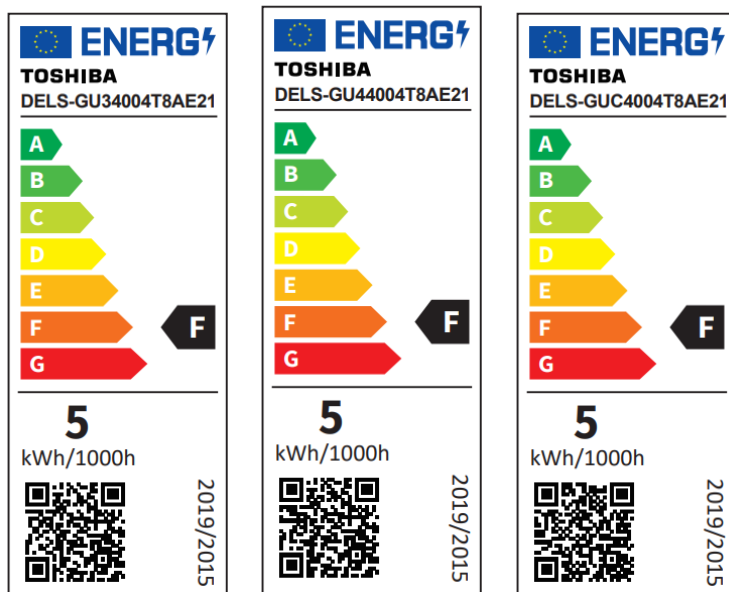 ENERG
TOSHIBA
DELS-GU34004T8AE21
A
B
C
D
E
F
F
G
5
kWh/1000h
2019/2015
ENERG
TOSHIBA
DELS-GU44004T8AE21
A
B
C
D
E
F
F
G
5
kWh/1000h
2019/2015
ENERG
TOSHIBA
DELS-GUC4004T8AE21
A
B
C
D
E
F
F
G
5
kWh/1000h
2019/2015